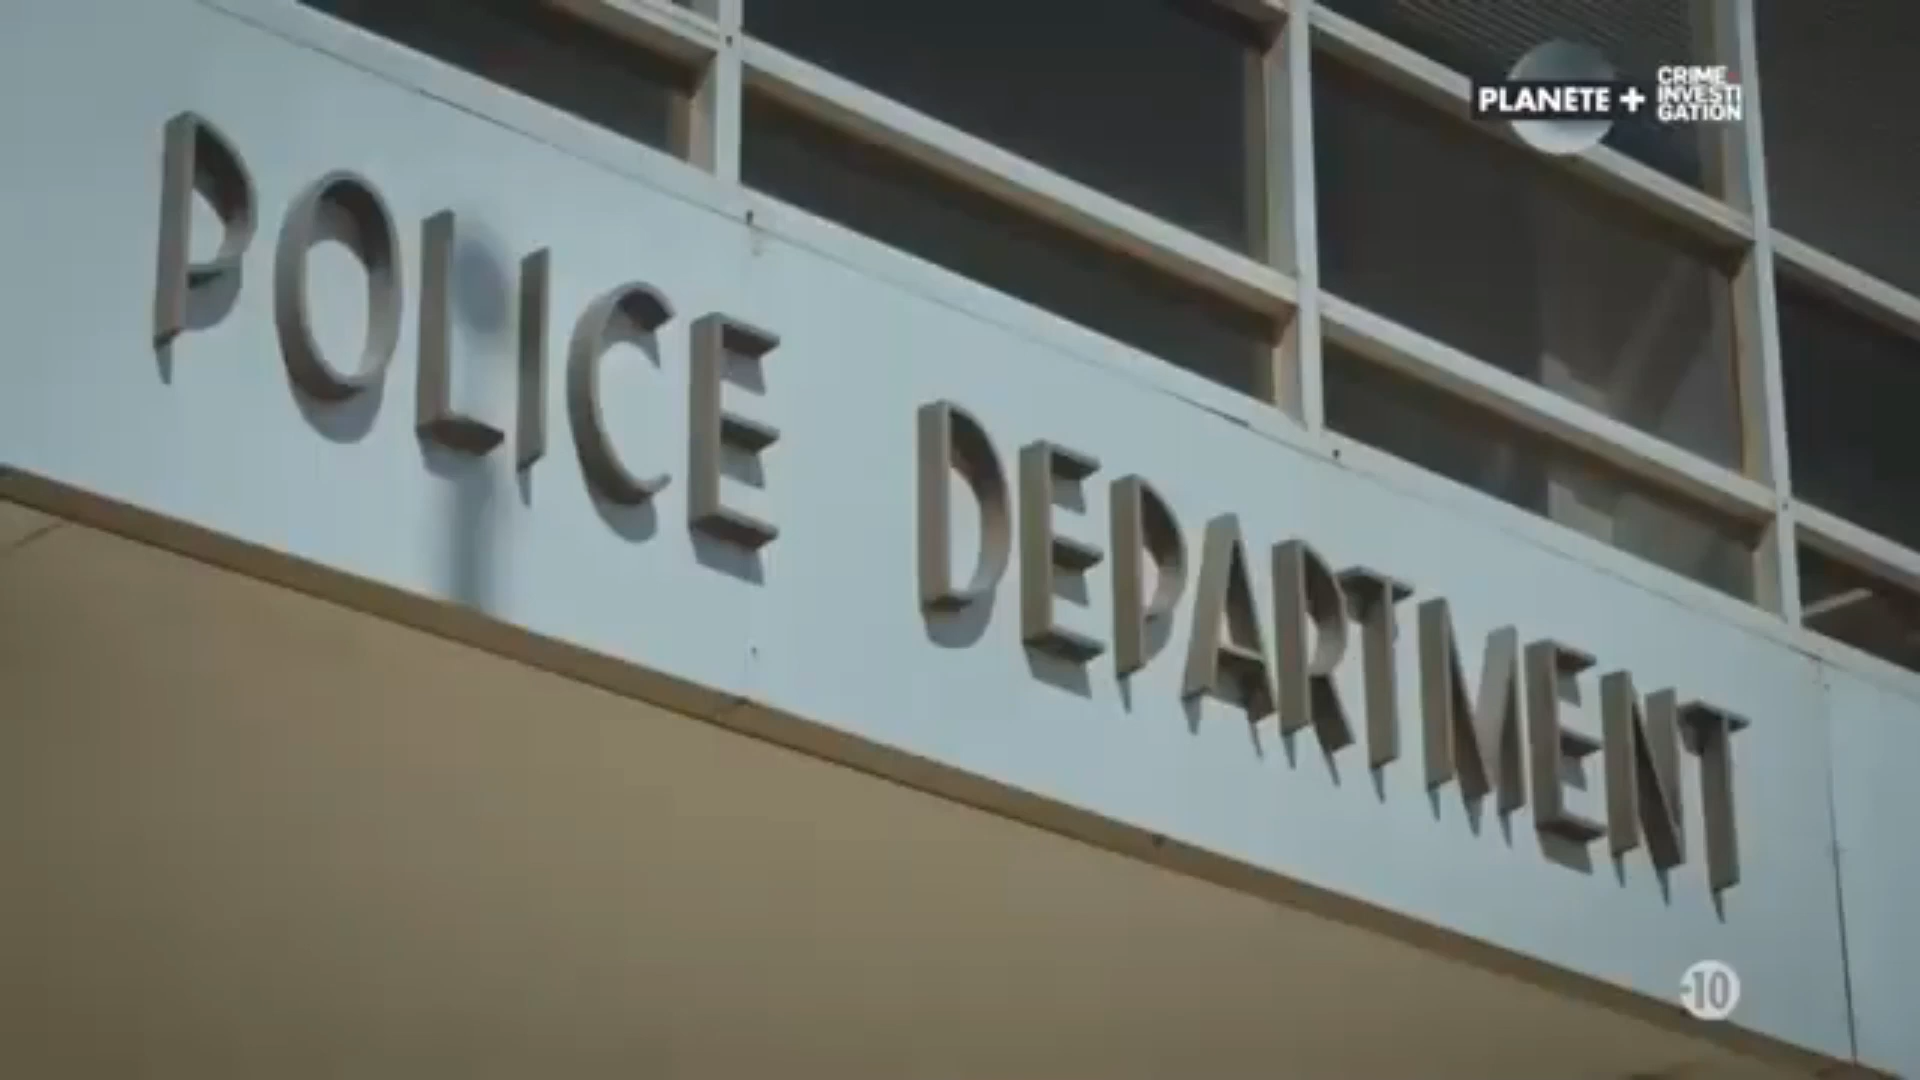 PLANETE +
CRIME
INVESTI
GATION
POLICE DEPARTMENT
-10